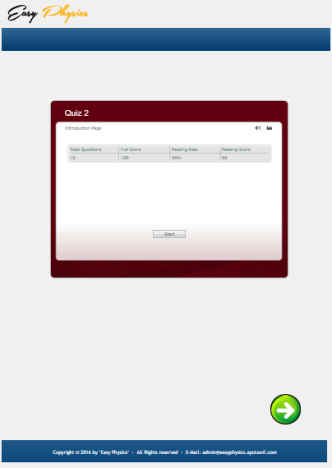 Easy Physics
Quiz 2
Introduction Page
Total Questions Full Score Passing Rate Passing Score
10 100 80% 80
Start
Copyright © 2016 by "Easy Physics" - All Rights reserved - E-Mail: admin@easyphysics.ayuzawii.com